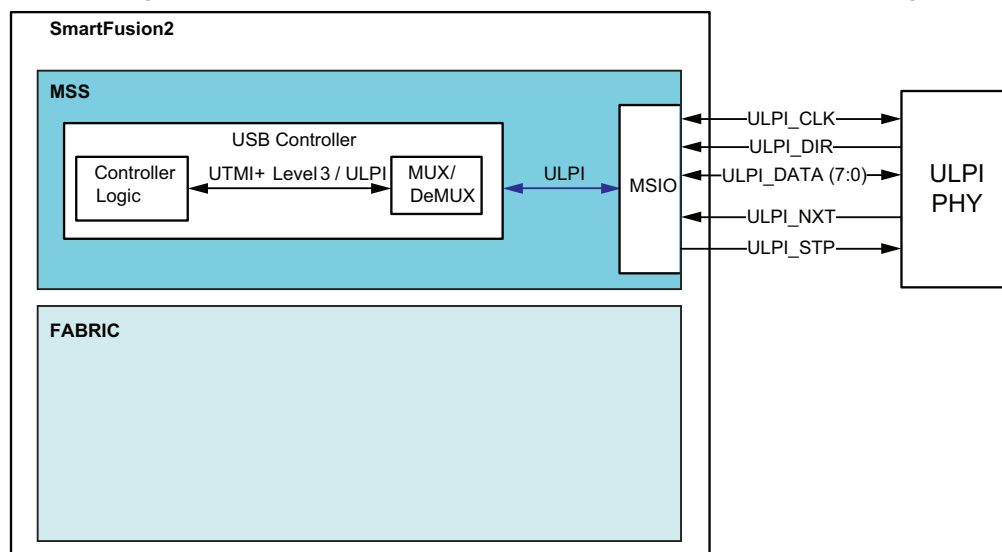 SmartFusion2
MSS
USB Controller
Controller
Logic
UTMI+ Level 3 / ULPI
MUX/
DeMUX
ULPI
MSIO
ULPI_CLK
ULPI_DIR
ULPI_DATA (7:0)
ULPI_NXT
ULPI_STP
ULPI
PHY
FABRIC